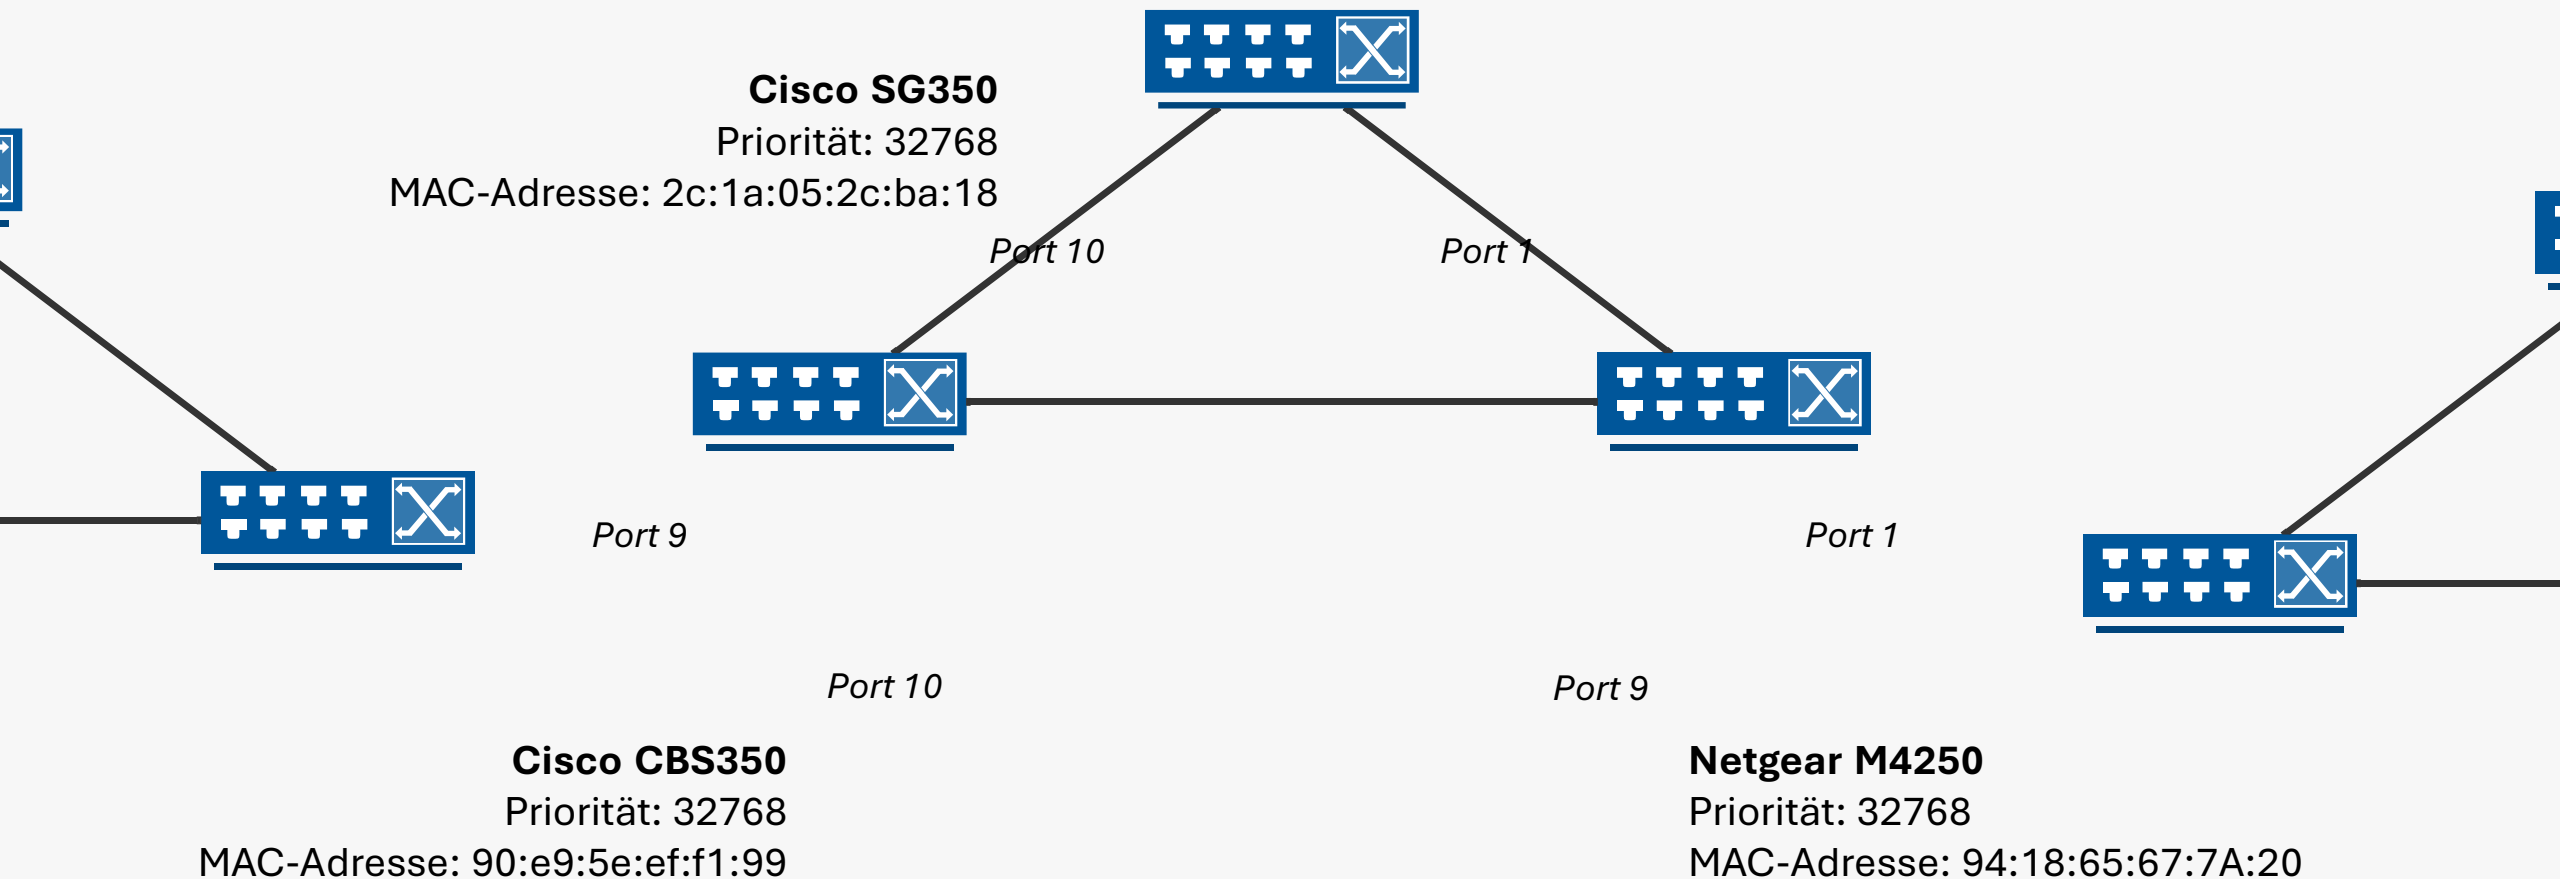 Cisco SG350
Priorität: 32768
MAC-Adresse: 2c:1a:05:2c:ba:18
Port 10
Port 1
Port 9
Port 1
Port 10
Port 9
Cisco CBS350
Priorität: 32768
MAC-Adresse: 90:e9:5e:ef:f1:99
Netgear M4250
Priorität: 32768
MAC-Adresse: 94:18:65:67:7A:20